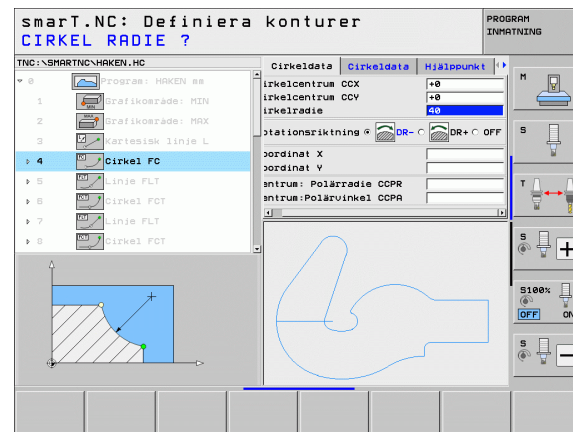 smarT.NC: Definiera konturer
CIRKEL RADIE ?
PROGRAM
INMATNING
TNC:\SMARTNC\HAKEN.HC
0 Program: HAKEN mm
1 Grafikområde: MIN
2 Grafikområde: MAX
3 Kartesisk linje L
4 Cirkel FC
5 Linje FLT
6 Cirkel FCT
7 Linje FLT
8 Cirkel FCT
Cirkeldata Cirkeldata Hjälppunkt
irkelcentrum CCX +0
irkelcentrum CCY +0
irkelradie 40
otationsriktning DR- DR+ OFF
oordinat X
oordinat Y
entrum: Polärradie CCPR
entrum:Polärvinkel CCPA
M
S
T
S
S100%
OFF ON
S